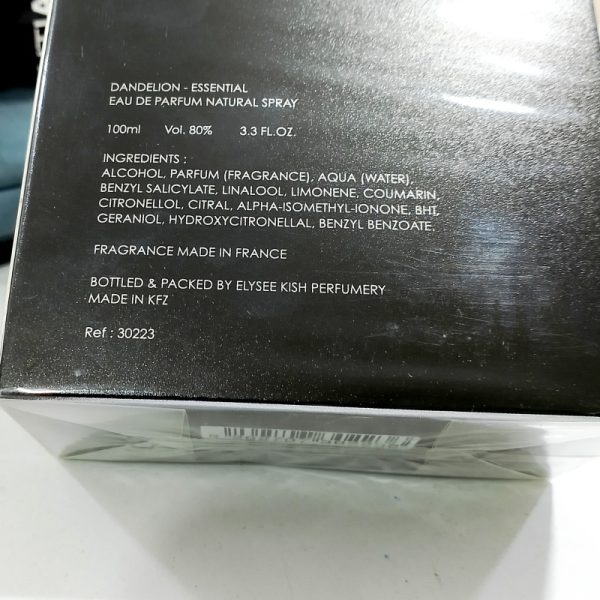 DANDELION - ESSENTIAL
EAU DE PARFUM NATURAL SPRAY
100ml Vol. 80% 3.3 FL.OZ.
INGREDIENTS :
ALCOHOL, PARFUM (FRAGRANCE), AQUA (WATER),
BENZYL SALICYLATE, LINALOOL, LIMONENE, COUMARIN,
CITRONELLOL, CITRAL, ALPHA-ISOMETHYL-IONONE, BHT,
GERANIOL, HYDROXYCITRONELLAL, BENZYL BENZOATE.
FRAGRANCE MADE IN FRANCE
BOTTLED & PACKED BY ELYSEE KISH PERFUMERY
MADE IN KFZ
Ref : 30223